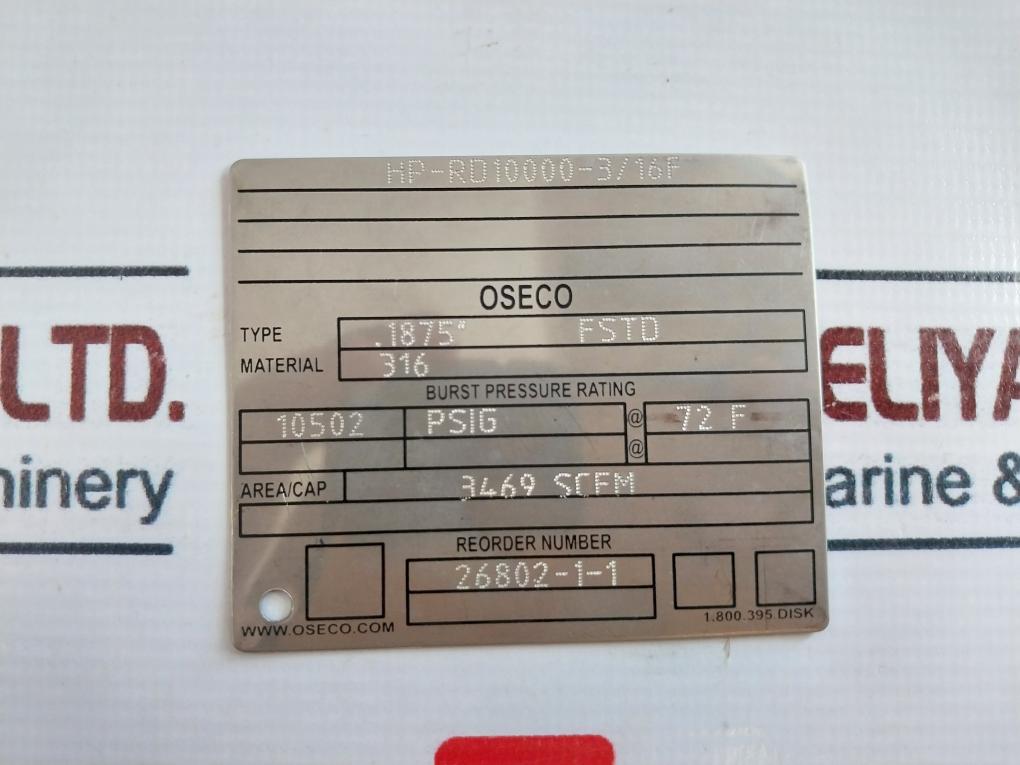 HP-RD10000-3/16F
OSECO
TYPE .1875" FSTD
MATERIAL 316
BURST PRESSURE RATING
10502 PSIG @ 72 F
@
AREA/CAP 3469 SCFM
REORDER NUMBER
26802-1-1
WWW.OSECO.COM
1.800.395 DISK
LTD.
hinery
ELIYA
arine &